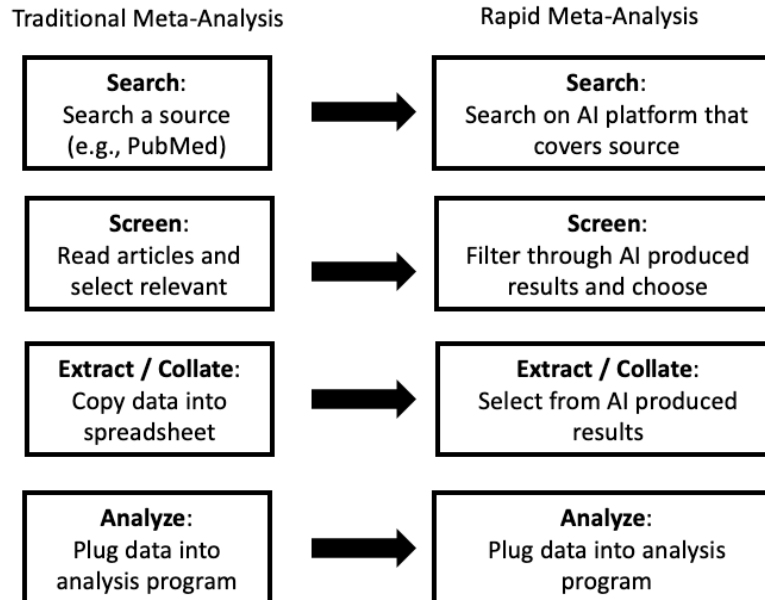 Traditional Meta-Analysis
Rapid Meta-Analysis
Search:
Search a source
(e.g., PubMed)
Search:
Search on AI platform that
covers source
Screen:
Read articles and
select relevant
Screen:
Filter through AI produced
results and choose
Extract / Collate:
Copy data into
spreadsheet
Extract / Collate:
Select from AI produced
results
Analyze:
Plug data into
analysis program
Analyze:
Plug data into analysis
program